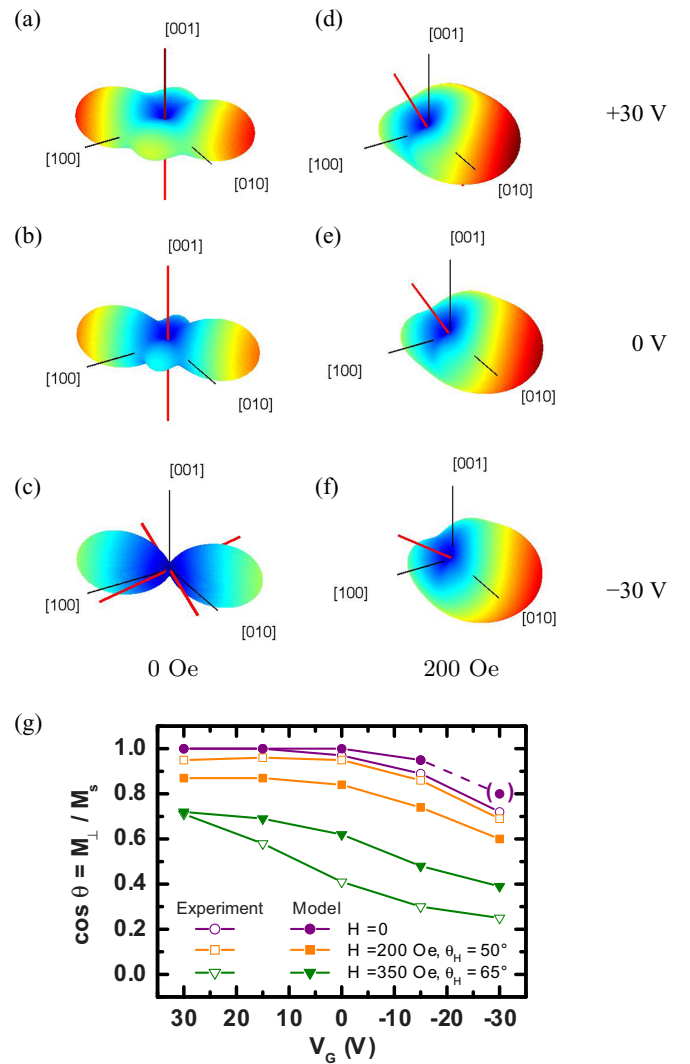 (a)
[001]
[100]
[010]
(d)
[001]
[100]
[010]
+30 V
(b)
[001]
[100]
[010]
(e)
[001]
[100]
[010]
0 V
(c)
[001]
[100]
[010]
(f)
[001]
[100]
[010]
−30 V
0 Oe
200 Oe
(g)
cos θ = M⊥ / Ms
1.0
0.8
0.6
0.4
0.2
0.0
( )
Experiment Model
H =0
H =200 Oe, θH = 50°
H =350 Oe, θH = 65°
30 20 10 0 -10 -20 -30
VG (V)